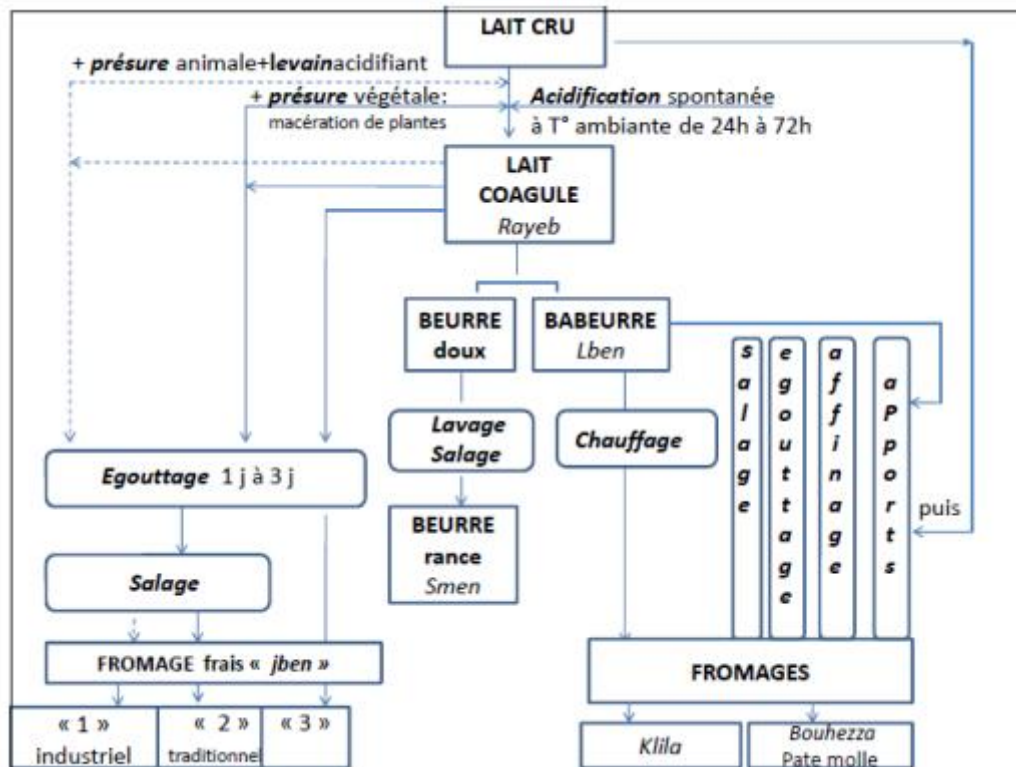 LAIT CRU
+ présure animale+levainacidifiant
+ présure végétale:
macération de plantes
Acidification spontanée
à T° ambiante de 24h à 72h
LAIT
COAGULE
Rayeb
BEURRE
doux
BABEURRE
Lben
salage
egouttage
affinage
aPports
puis
Lavage
Salage
Chauffage
Egouttage 1 j à 3 j
BEURRE
rance
Smen
Salage
FROMAGE frais « jben »
FROMAGES
« 1 »
industriel
« 2 »
traditionnel
« 3 »
Klila
Bouhezza
Pate molle